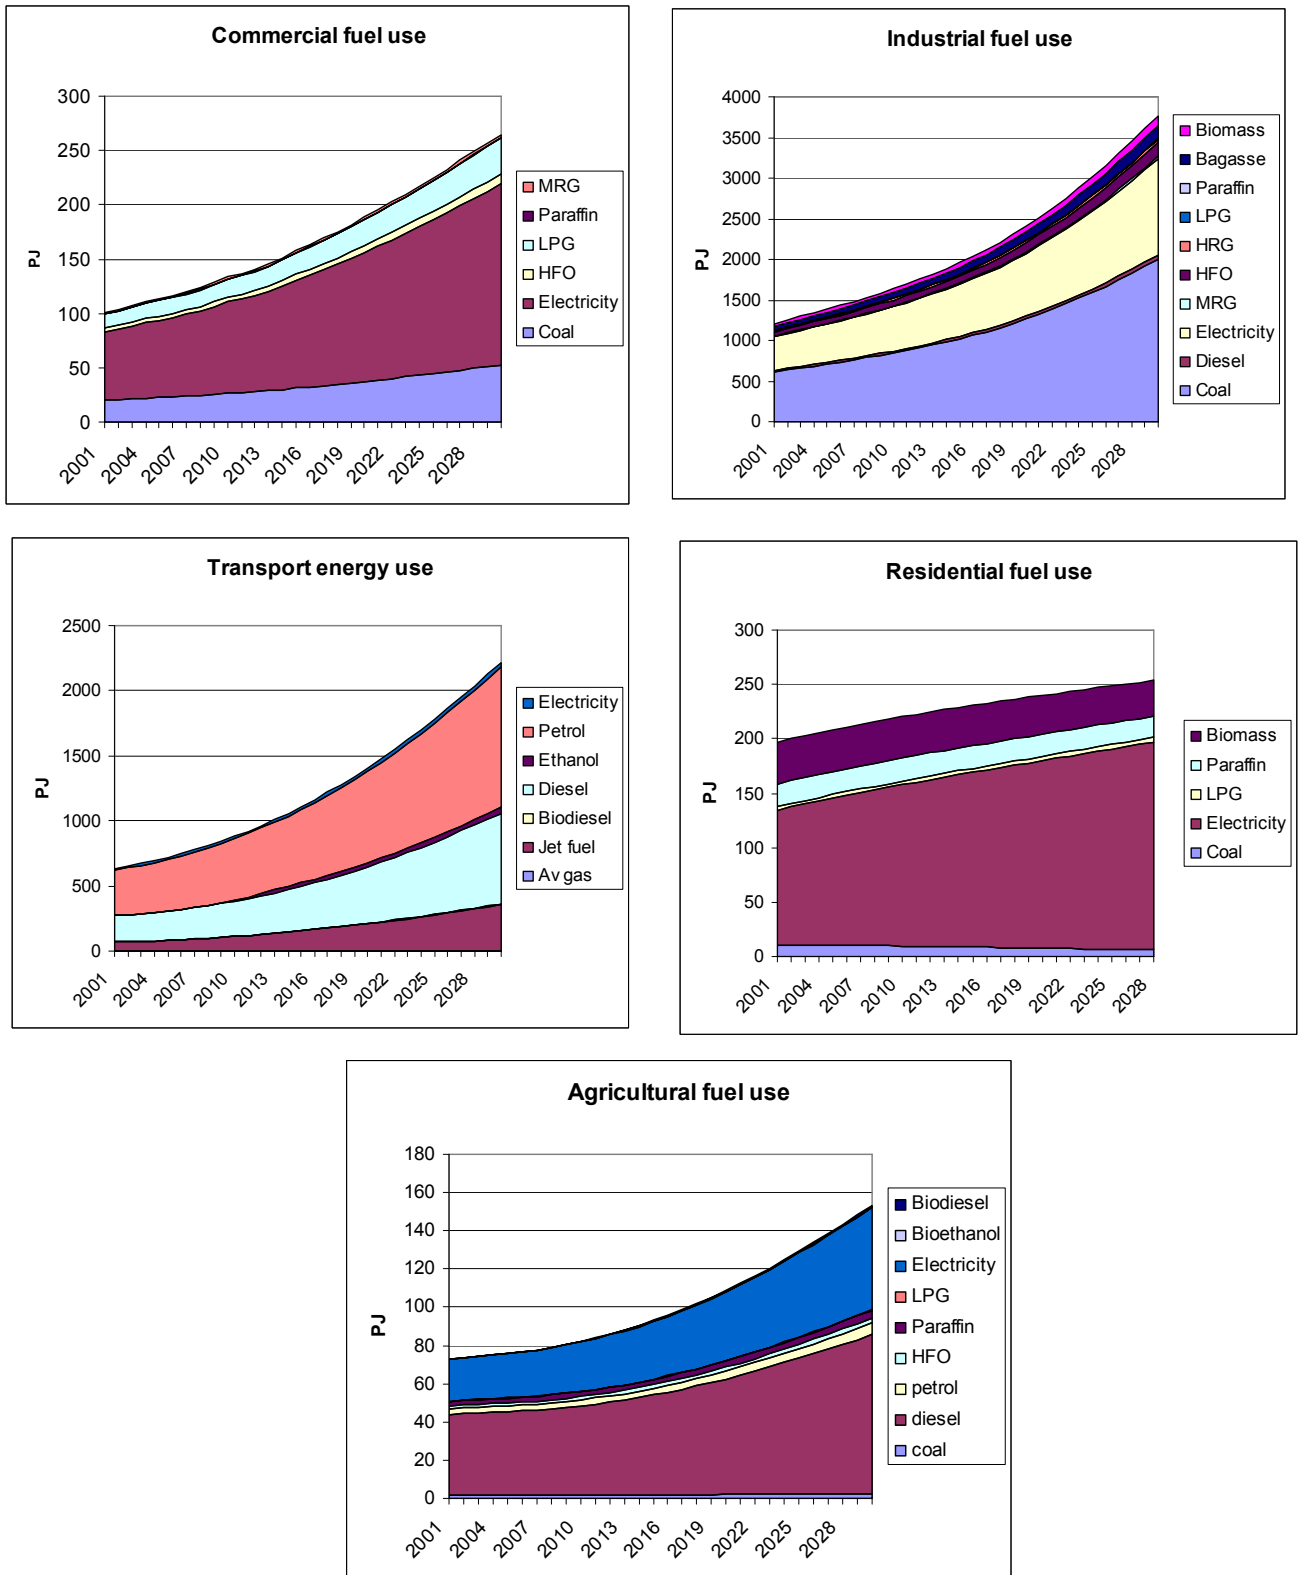 Commercial fuel use
300
250
200
150
100
50
0
PJ
2001
2004
2007
2010
2013
2016
2019
2022
2025
2028
MRG
Paraffin
LPG
HFO
Electricity
Coal
Industrial fuel use
4000
3500
3000
2500
2000
1500
1000
500
0
PJ
2001
2004
2007
2010
2013
2016
2019
2022
2025
2028
Biomass
Bagasse
Paraffin
LPG
HRG
HFO
MRG
Electricity
Diesel
Coal
Transport energy use
2500
2000
1500
1000
500
0
PJ
2001
2004
2007
2010
2013
2016
2019
2022
2025
2028
Electricity
Petrol
Ethanol
Diesel
Biodiesel
Jet fuel
Av gas
Residential fuel use
300
250
200
150
100
50
0
PJ
2001
2004
2007
2010
2013
2016
2019
2022
2025
2028
Biomass
Paraffin
LPG
Electricity
Coal
Agricultural fuel use
180
160
140
120
100
80
60
40
20
0
PJ
2001
2004
2007
2010
2013
2016
2019
2022
2025
2028
Biodiesel
Bioethanol
Electricity
LPG
Paraffin
HFO
petrol
diesel
coal